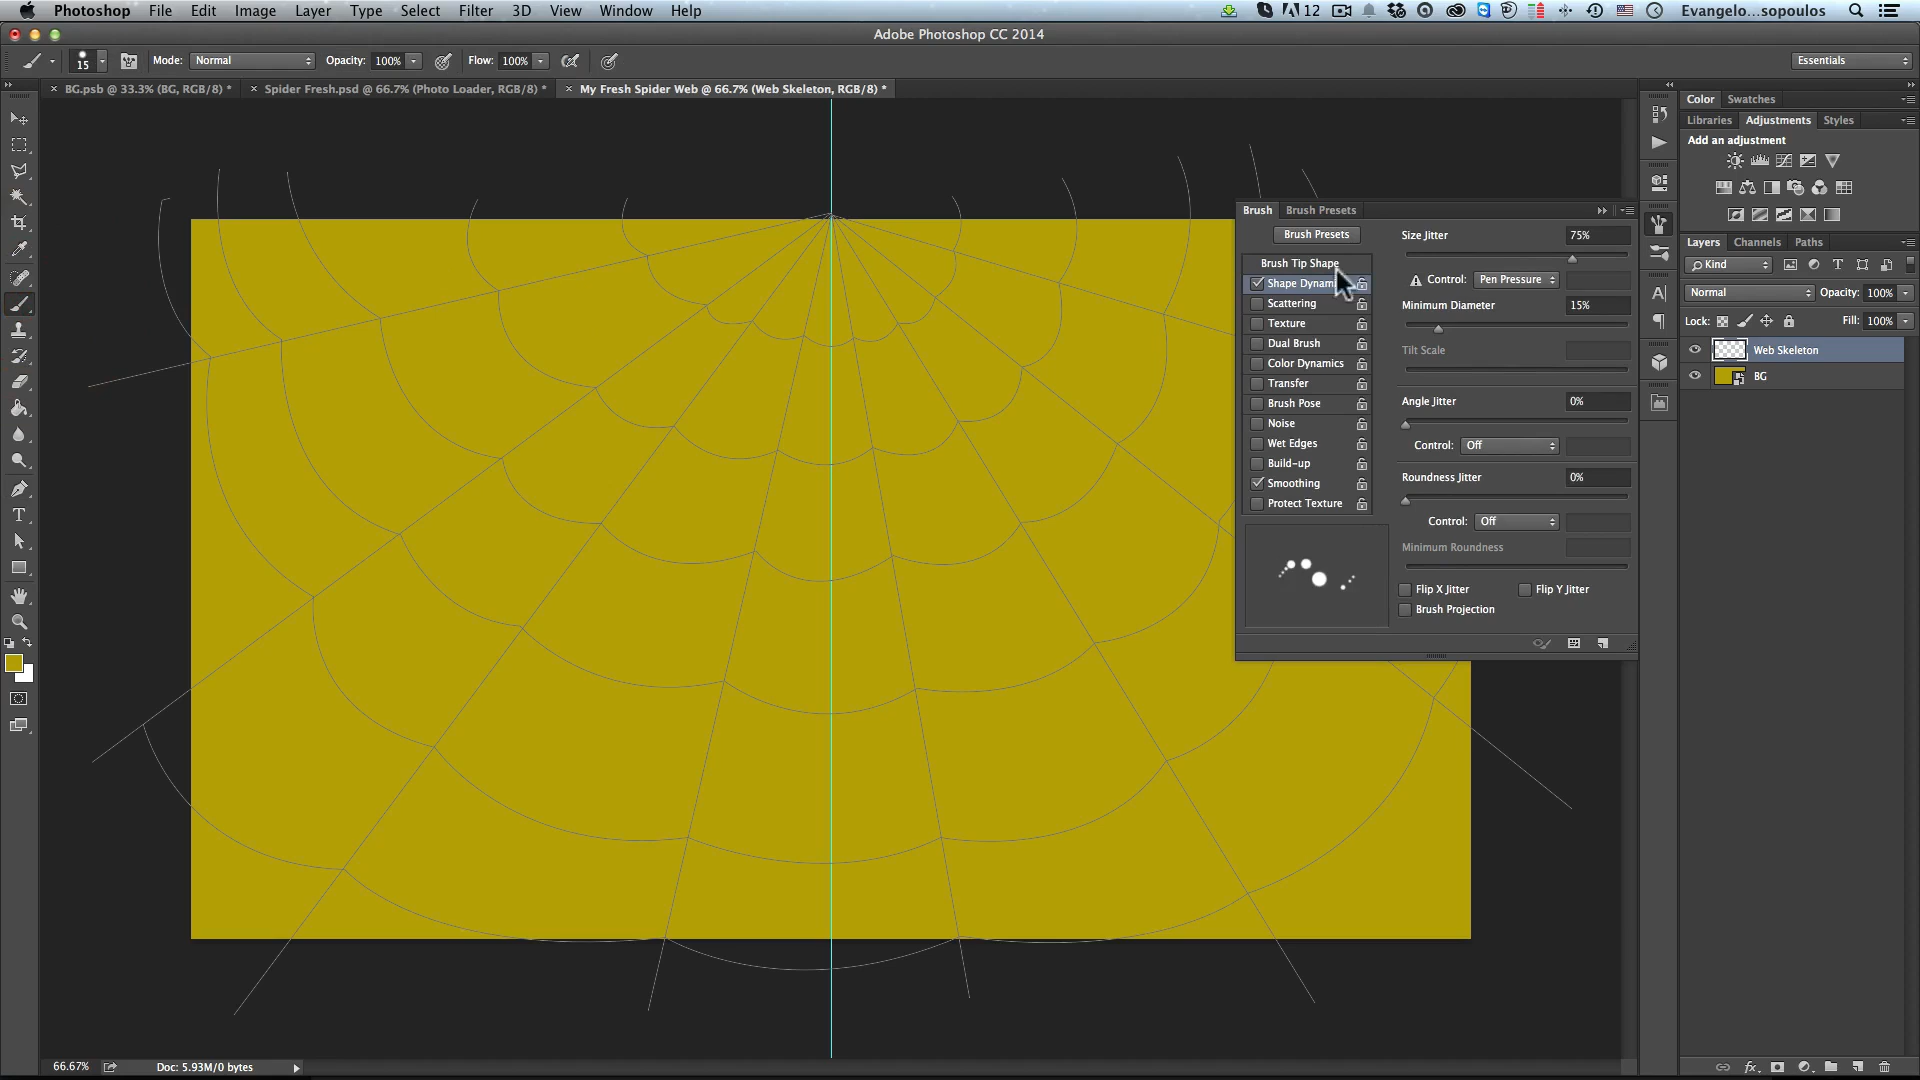 Photoshop File Edit Image Layer Type Select Filter 3D View Window Help
12 Evangelo...sopoulos
Adobe Photoshop CC 2014
15 Mode: Normal Opacity: 100% Flow: 100% Essentials
BG.psb @ 33.3% (BG, RGB/8) * Spider Fresh.psd @ 66.7% (Photo Loader, RGB/8) * My Fresh Spider Web @ 66.7% (Web Skeleton, RGB/8) *
Brush Brush Presets
Brush Presets
Brush Tip Shape
Shape Dynami
Scattering
Texture
Dual Brush
Color Dynamics
Transfer
Brush Pose
Noise
Wet Edges
Build-up
Smoothing
Protect Texture
Size Jitter 75%
Control: Pen Pressure
Minimum Diameter 15%
Tilt Scale
Angle Jitter 0%
Control: Off
Roundness Jitter 0%
Control: Off
Minimum Roundness
Flip X Jitter Flip Y Jitter
Brush Projection
Color Swatches
Libraries Adjustments Styles
Add an adjustment
Layers Channels Paths
Kind
Normal Opacity: 100%
Lock: Fill: 100%
Web Skeleton
BG
66.67% Doc: 5.93M/0 bytes